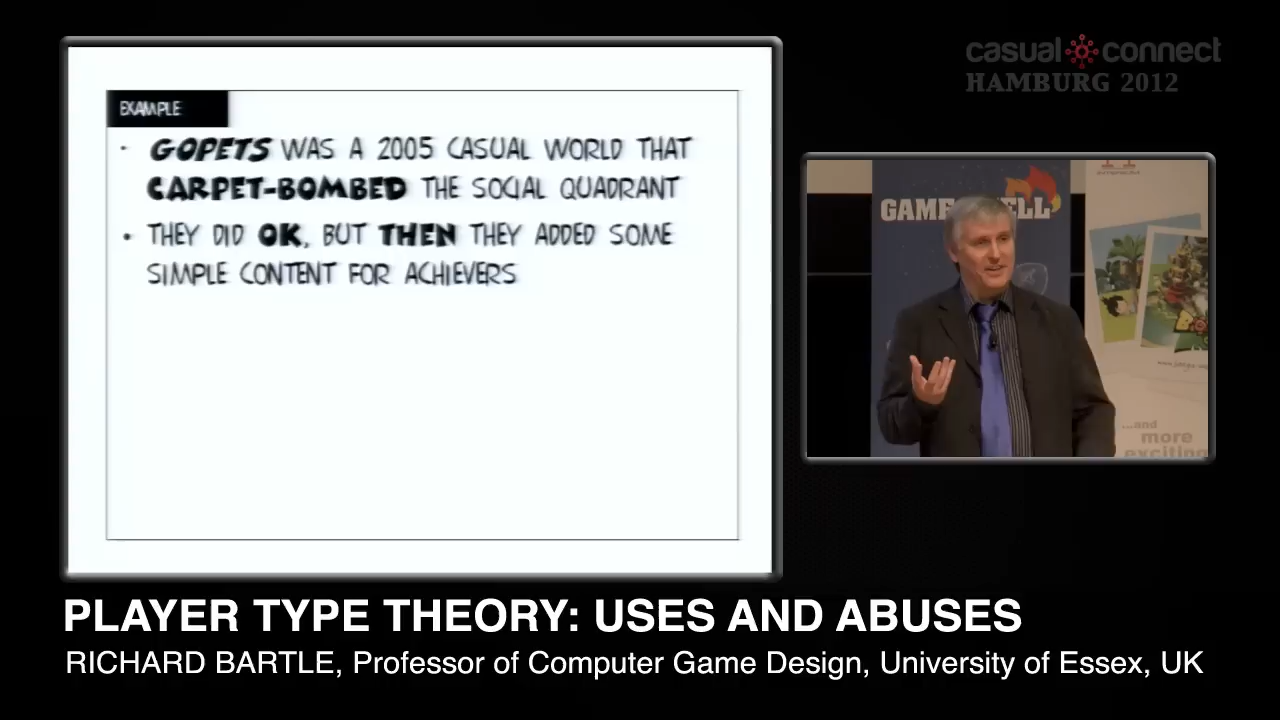 casual connect
HAMBURG 2012
EXAMPLE
• GOPETS WAS A 2005 CASUAL WORLD THAT
CARPET-BOMBED THE SOCIAL QUADRANT
• THEY DID OK, BUT THEN THEY ADDED SOME
SIMPLE CONTENT FOR ACHIEVERS
...and
more
exciting
PLAYER TYPE THEORY: USES AND ABUSES
RICHARD BARTLE, Professor of Computer Game Design, University of Essex, UK